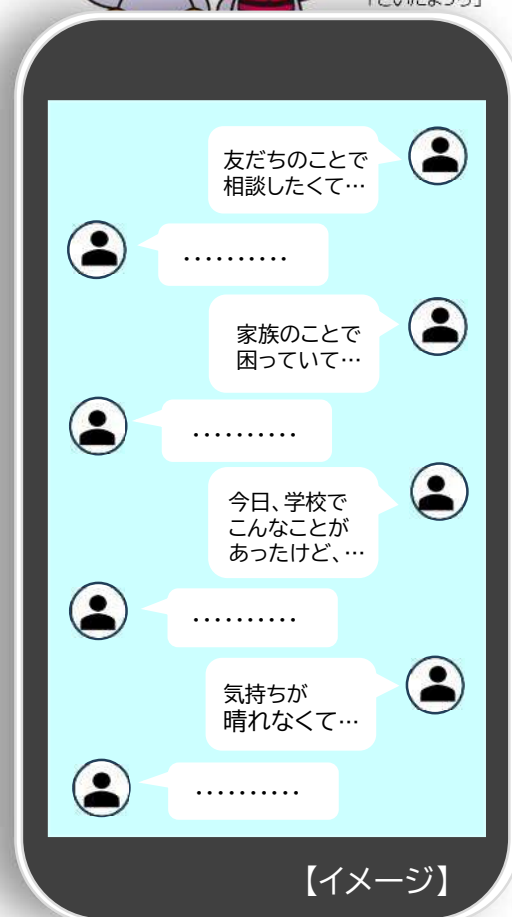 友だちのことで
相談したくて…
‥‥‥‥‥
家族のことで
困っていて…
‥‥‥‥‥
今日、学校で
こんなことが
あったけど、…
‥‥‥‥‥
気持ちが
晴れなくて…
‥‥‥‥‥
【イメージ】